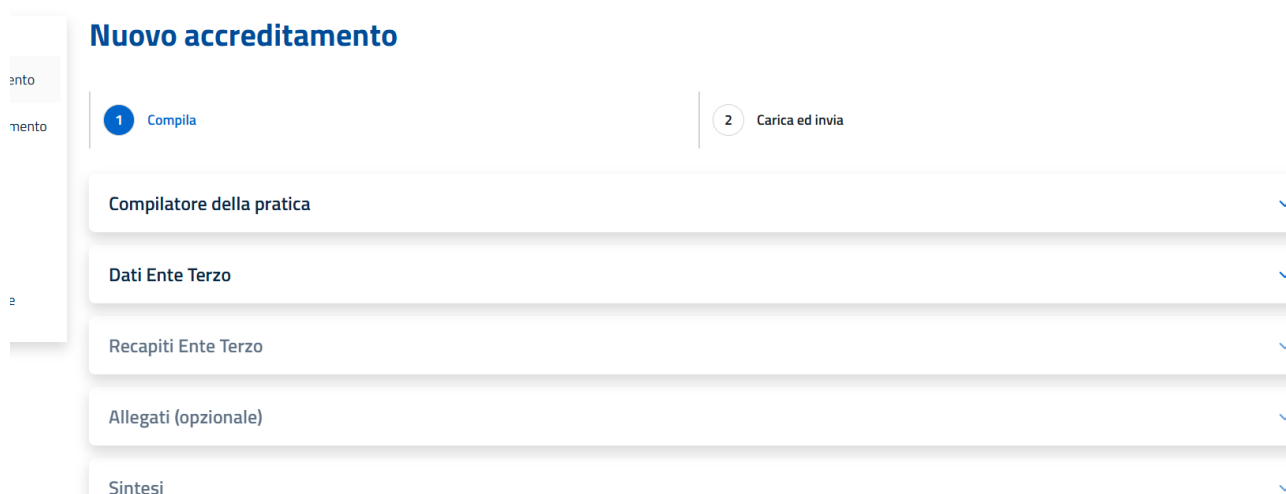 Nuovo accreditamento
ento
mento
e
1 Compila
2 Carica ed invia
Compilatore della pratica
Dati Ente Terzo
Recapiti Ente Terzo
Allegati (opzionale)
Sintesi